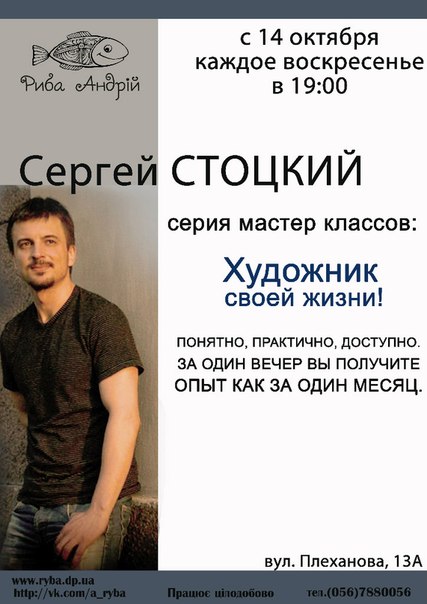 Риба Андрій
с 14 октября
каждое воскресенье
в 19:00
Сергей СТОЦКИЙ
серия мастер классов:
Художник
своей жизни!
ПОНЯТНО, ПРАКТИЧНО, ДОСТУПНО.
ЗА ОДИН ВЕЧЕР ВЫ ПОЛУЧИТЕ
ОПЫТ КАК ЗА ОДИН МЕСЯЦ.
вул. Плеханова, 13А
www.ryba.dp.ua
http://vk.com/a_ryba Працює цілодобово тел.(056)7880056